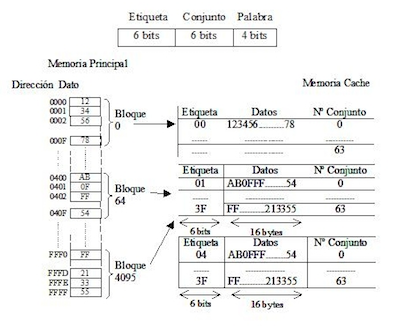 Etiqueta Conjunto Palabra
6 bits 6 bits 4 bits
Memoria Principal
Memoria Cache
Dirección Dato
0000 12
0001 34
0002 56
000F 78
Bloque
0
Etiqueta Datos Nº Conjunto
00 123456............78 0
...... ...... ......
63
0400 AB
0401 0F
0402 FF
040F 54
Bloque
64
Etiqueta Datos Nº Conjunto
01 AB0FFF..........54 0
...... ......
3F FF..........213355 63
6 bits 16 bytes
FFF0 FF
FFFD 21
FFFE 33
FFFF 55
Bloque
4095
Etiqueta Datos Nº Conjunto
04 AB0FFF..........54 0
...... ......
3F FF..........213355 63
6 bits 16 bytes